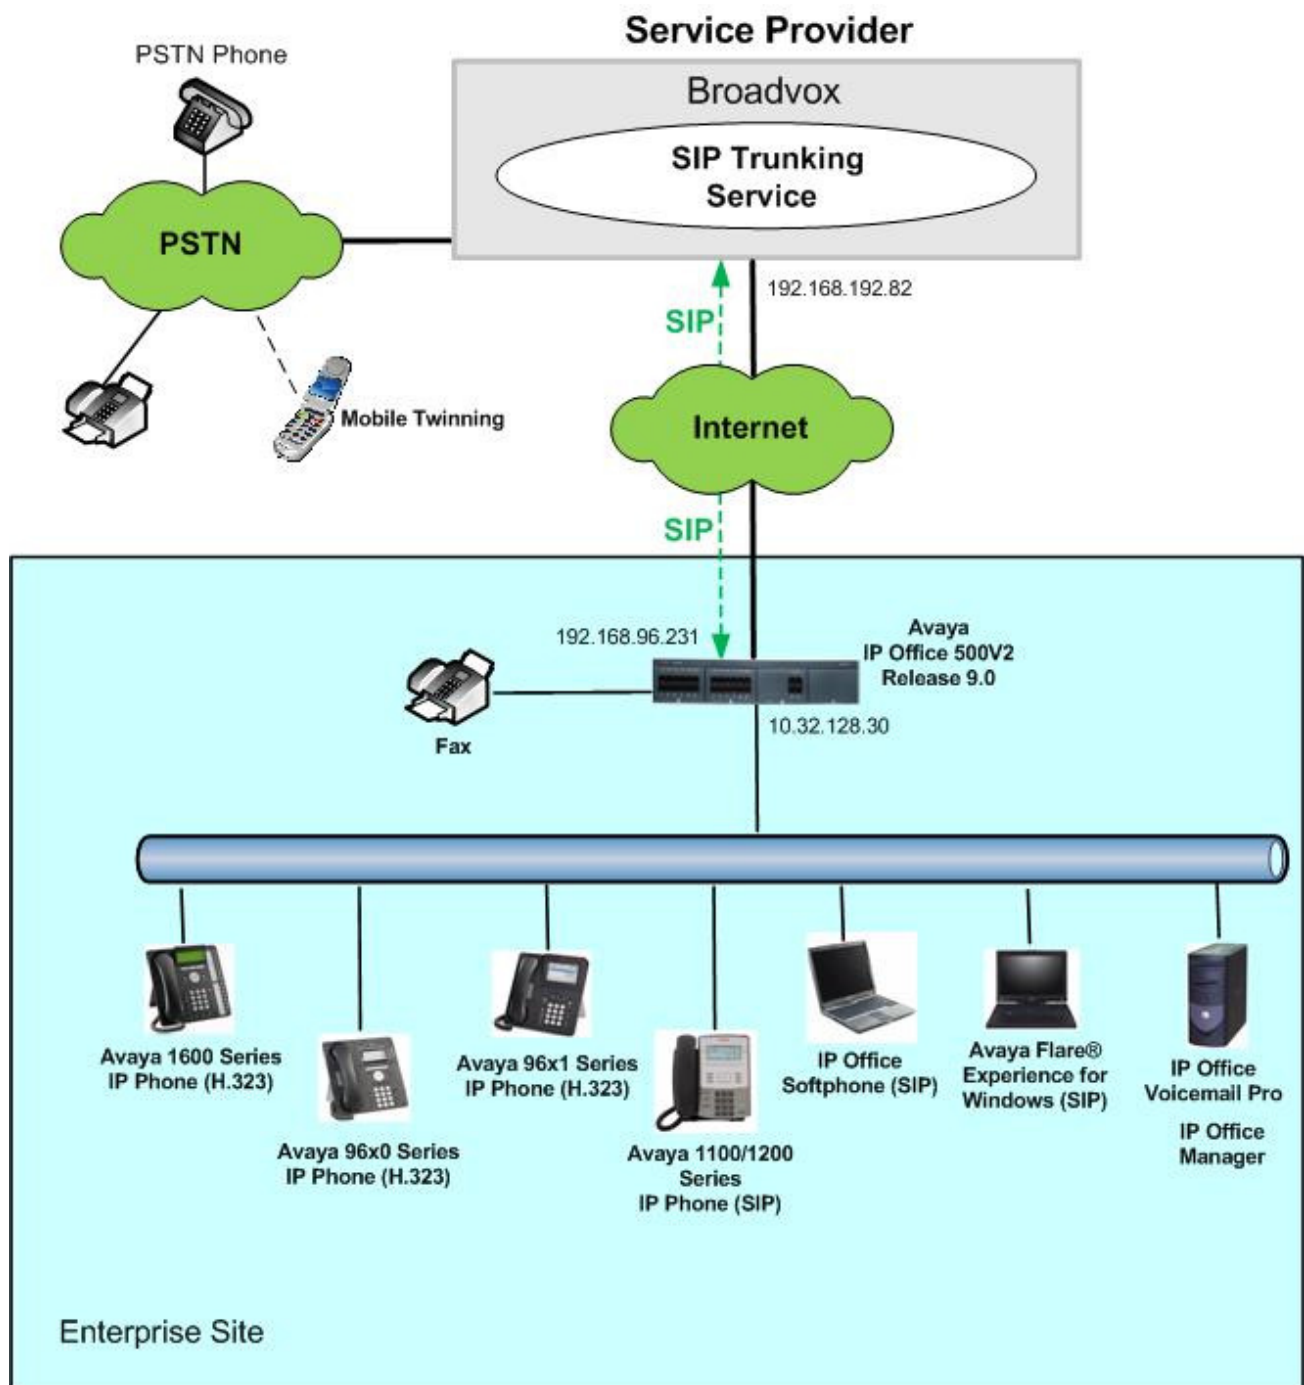 Service Provider
PSTN Phone
Broadvox
SIP Trunking
Service
PSTN
192.168.192.82
SIP
Mobile Twinning
Internet
SIP
192.168.96.231
Avaya
IP Office 500V2
Release 9.0
Fax
10.32.128.30
Avaya 1600 Series
IP Phone (H.323)
Avaya 96x0 Series
IP Phone (H.323)
Avaya 96x1 Series
IP Phone (H.323)
Avaya 1100/1200
Series
IP Phone (SIP)
IP Office
Softphone (SIP)
Avaya Flare®
Experience for
Windows (SIP)
IP Office
Voicemail Pro
IP Office
Manager
Enterprise Site